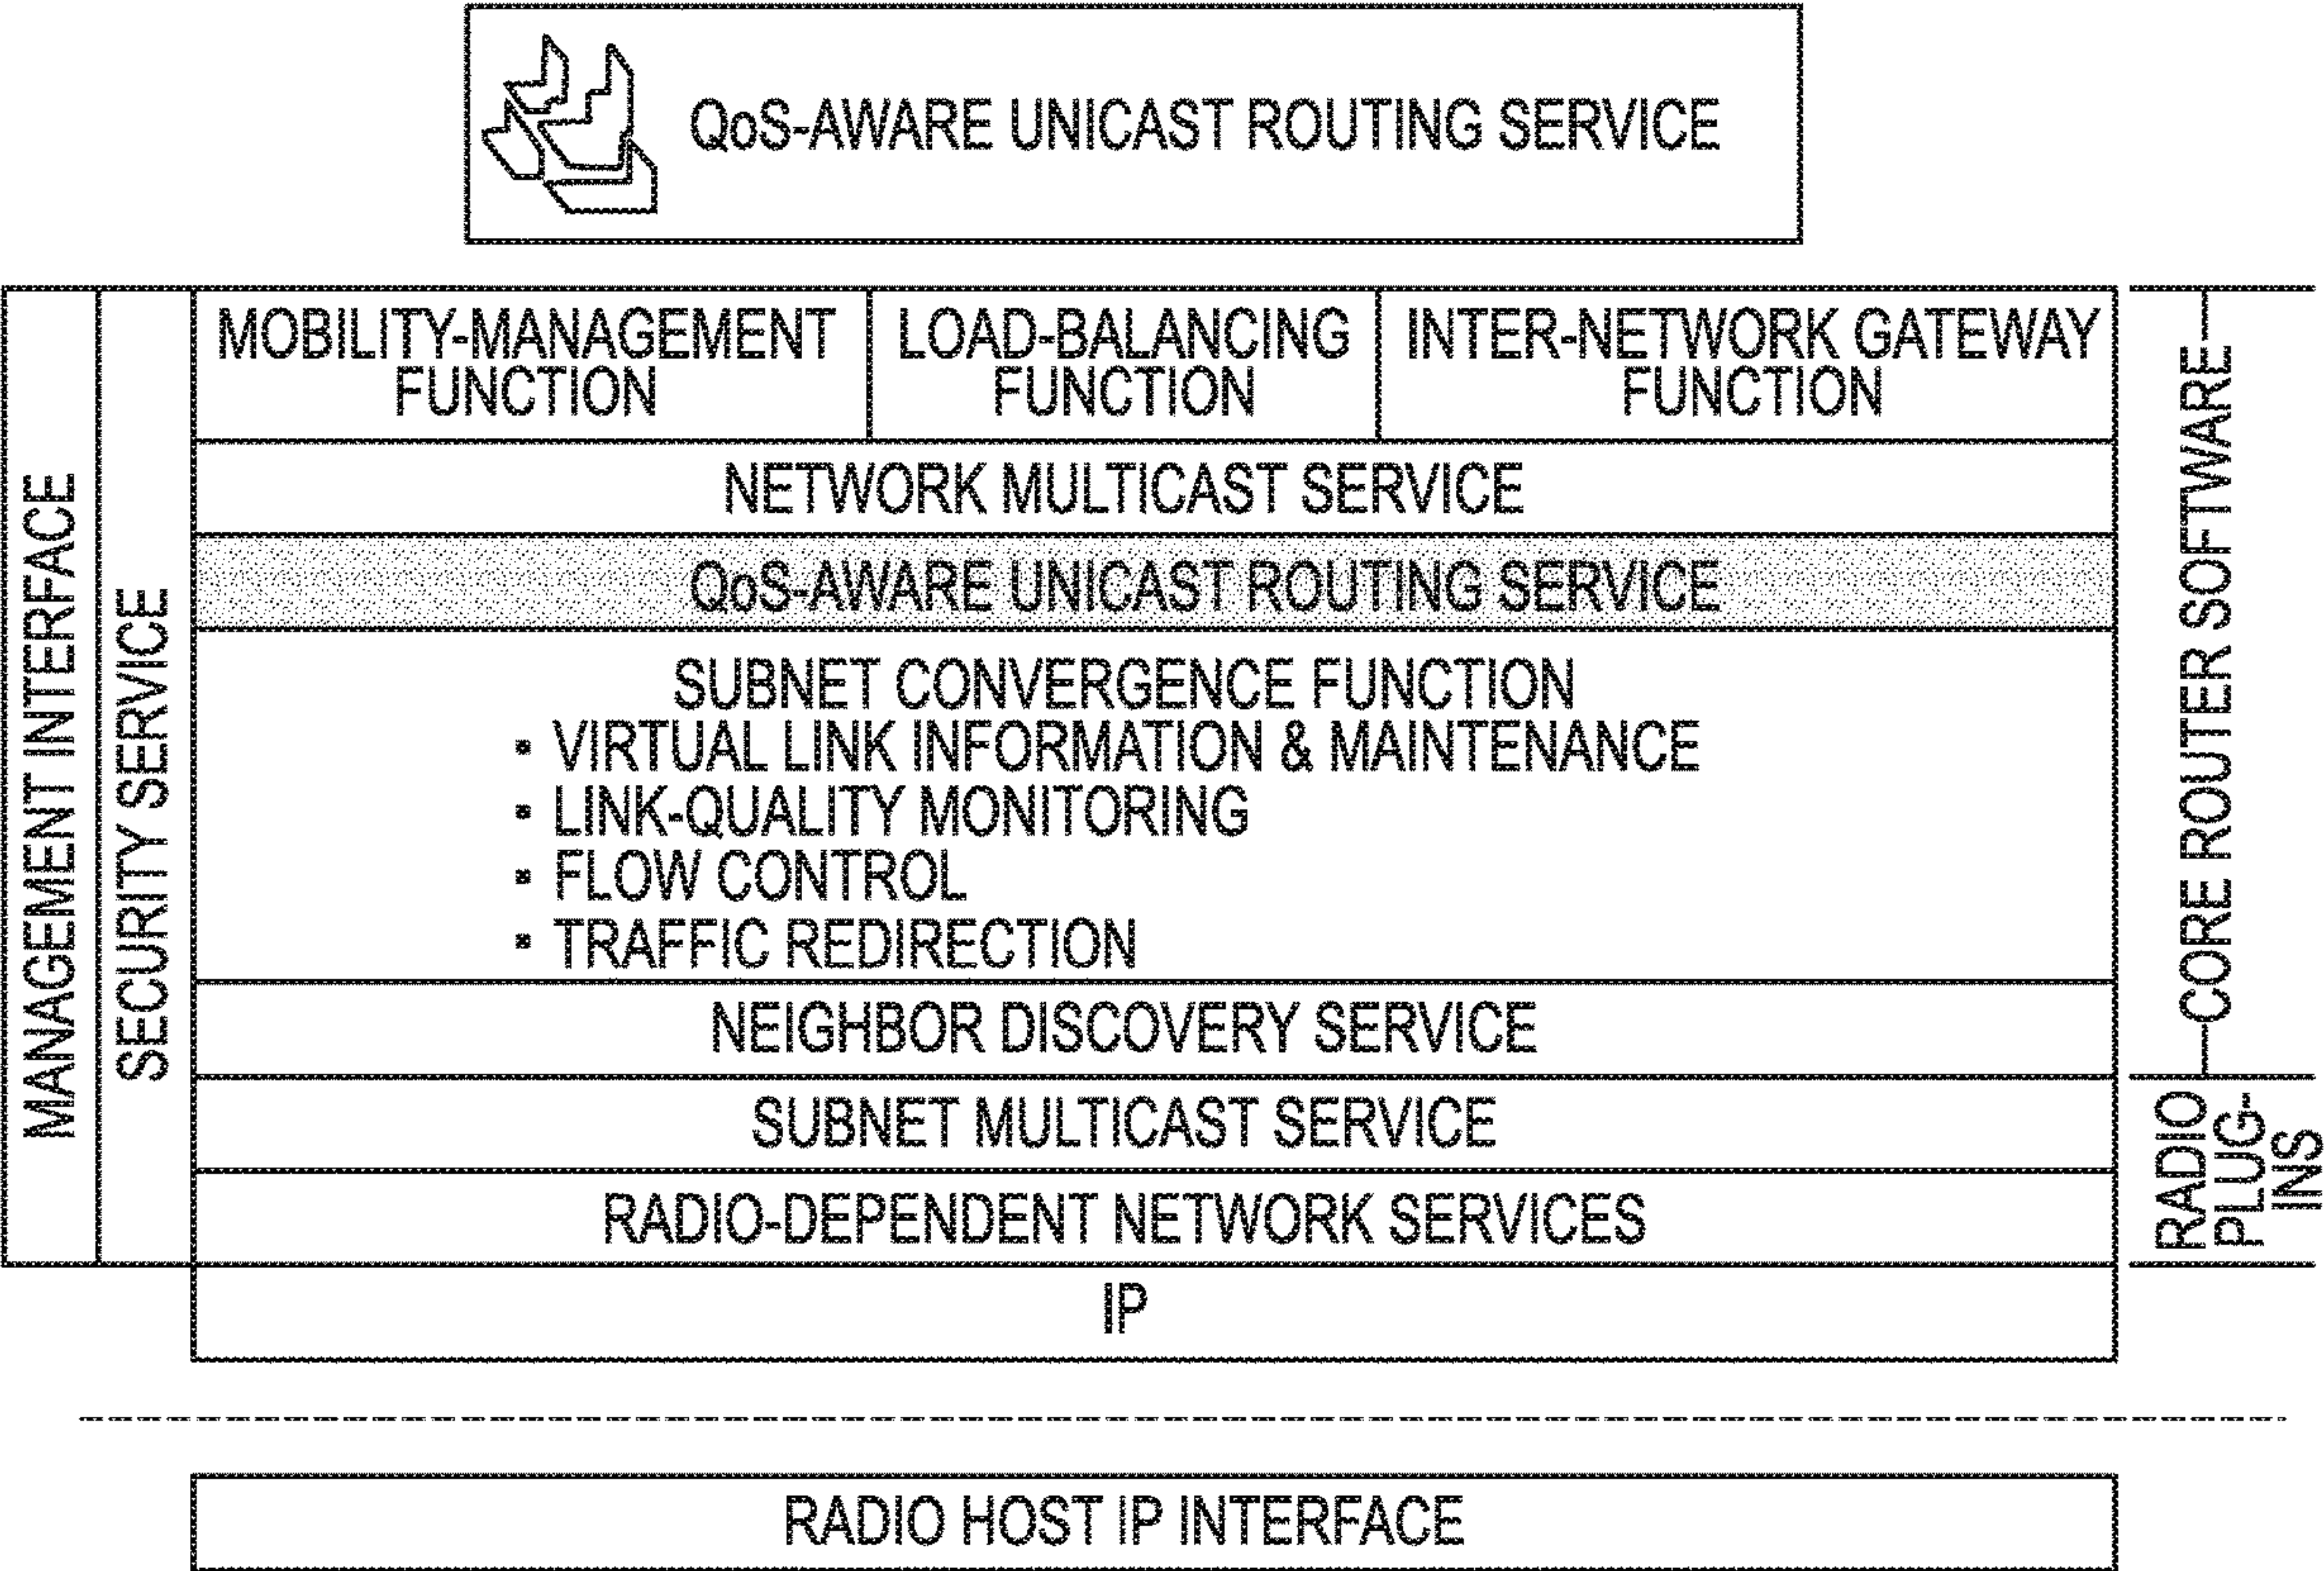 QoS-AWARE UNICAST ROUTING SERVICE
MANAGEMENT INTERFACE
SECURITY SERVICE
MOBILITY-MANAGEMENT
FUNCTION
LOAD-BALANCING
FUNCTION
INTER-NETWORK GATEWAY
FUNCTION
NETWORK MULTICAST SERVICE
QoS-AWARE UNICAST ROUTING SERVICE
SUBNET CONVERGENCE FUNCTION
▪ VIRTUAL LINK INFORMATION & MAINTENANCE
▪ LINK-QUALITY MONITORING
▪ FLOW CONTROL
▪ TRAFFIC REDIRECTION
NEIGHBOR DISCOVERY SERVICE
SUBNET MULTICAST SERVICE
RADIO-DEPENDENT NETWORK SERVICES
IP
CORE ROUTER SOFTWARE
RADIO
PLUG-
INS
RADIO HOST IP INTERFACE